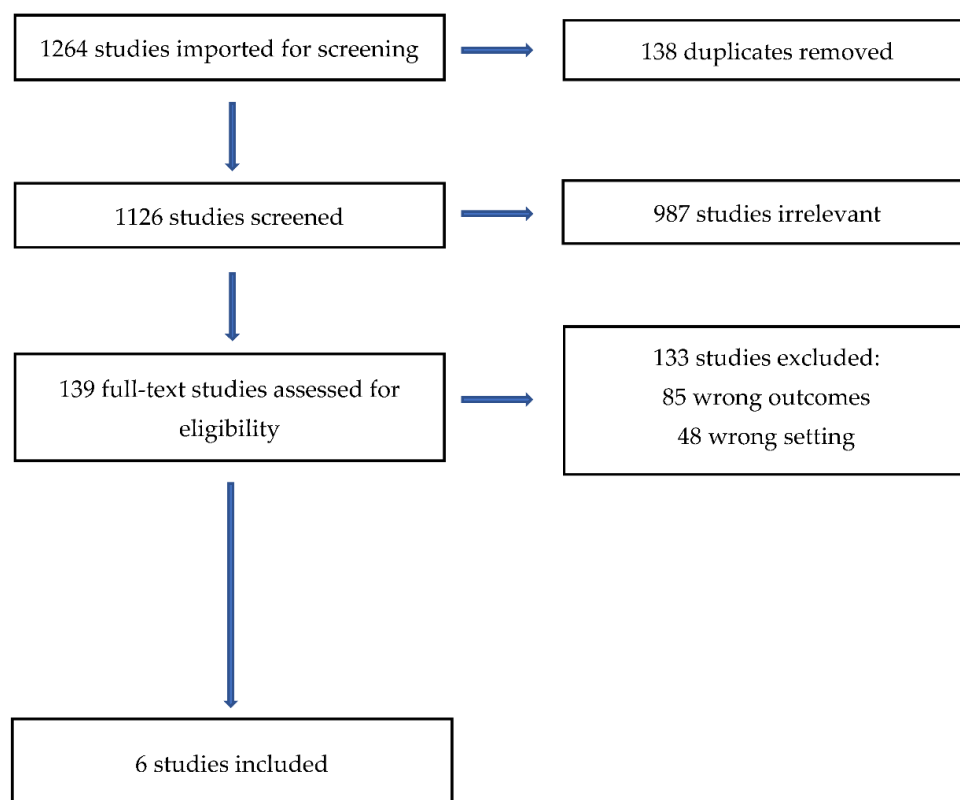 1264 studies imported for screening
138 duplicates removed
1126 studies screened
987 studies irrelevant
139 full-text studies assessed for
eligibility
133 studies excluded:
85 wrong outcomes
48 wrong setting
6 studies included